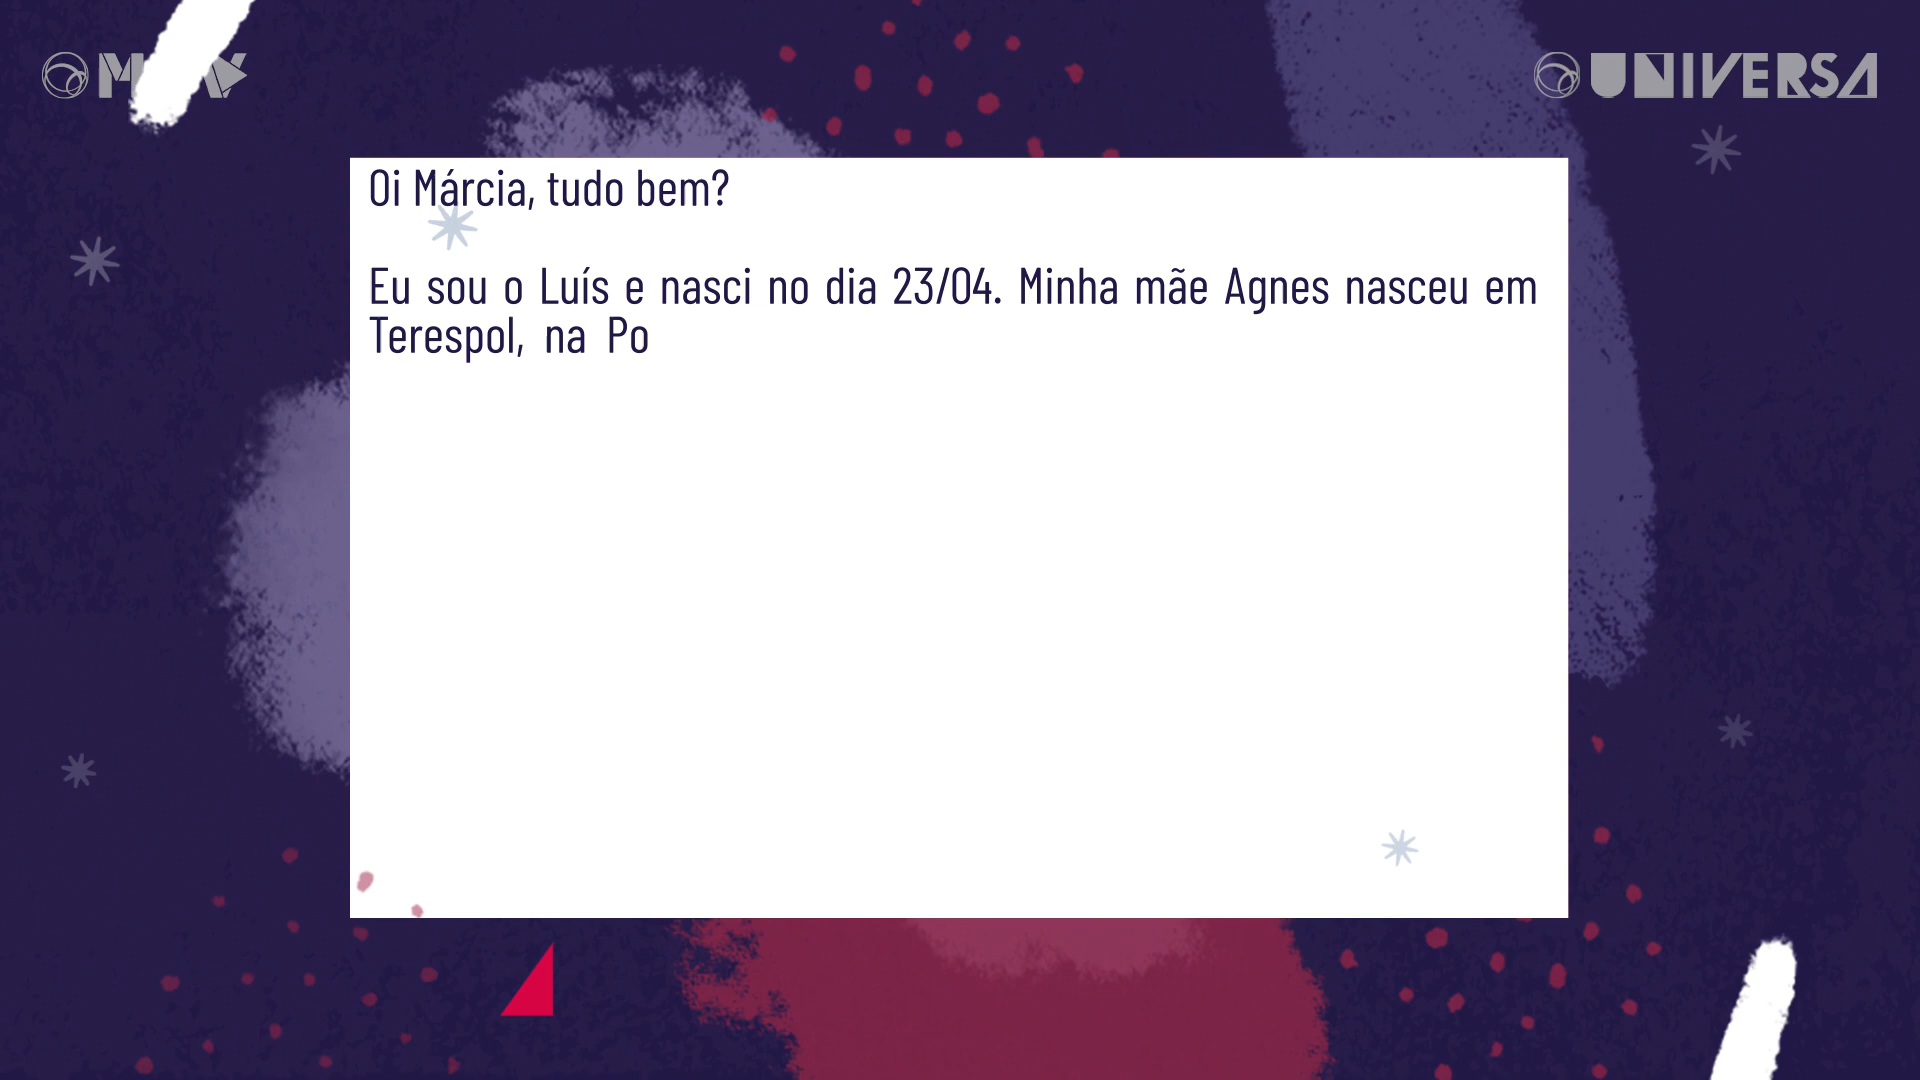 UNIVERSA
Oi Márcia, tudo bem?
Eu sou o Luís e nasci no dia 23/04. Minha mãe Agnes nasceu em
Terespol, na Po